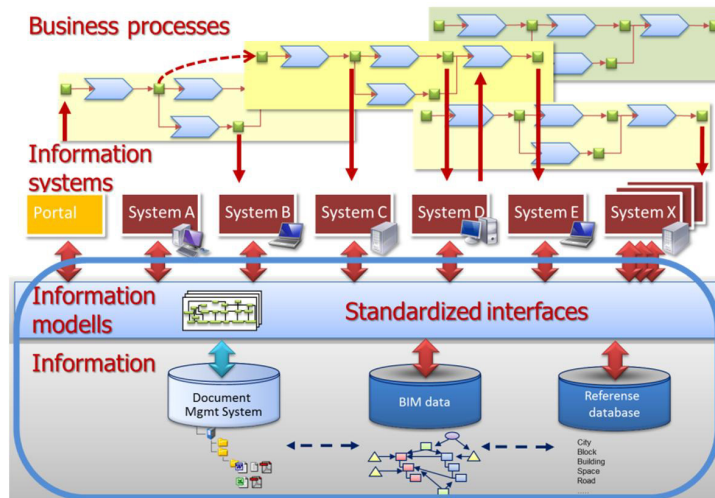 Business processes
Information
systems
Portal
System A
System B
System C
System D
System E
System X
Information
modells
Standardized interfaces
Information
Document
Mgmt System
BIM data
Referense
database
City
Block
Building
Space
Road
....